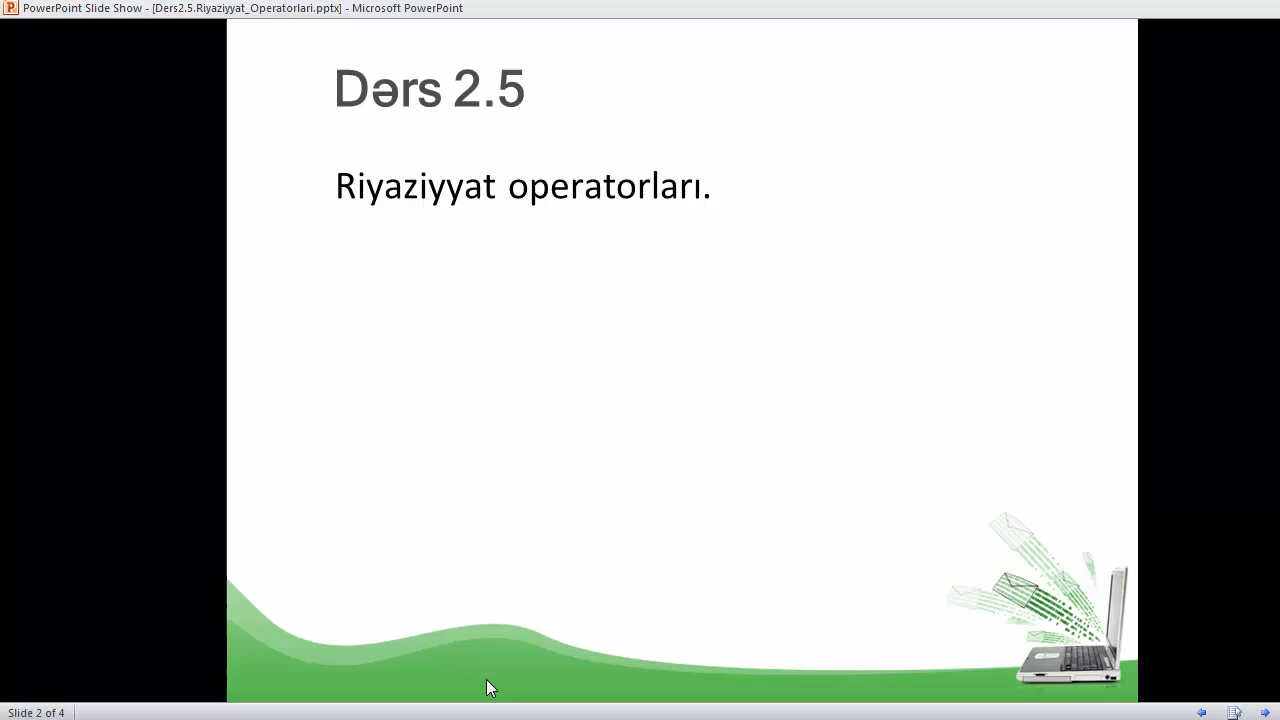 PowerPoint Slide Show - [Ders2.5.Riyaziyyat_Operatorlari.pptx] - Microsoft PowerPoint
Dərs 2.5
Riyaziyyat operatorları.
Slide 2 of 4